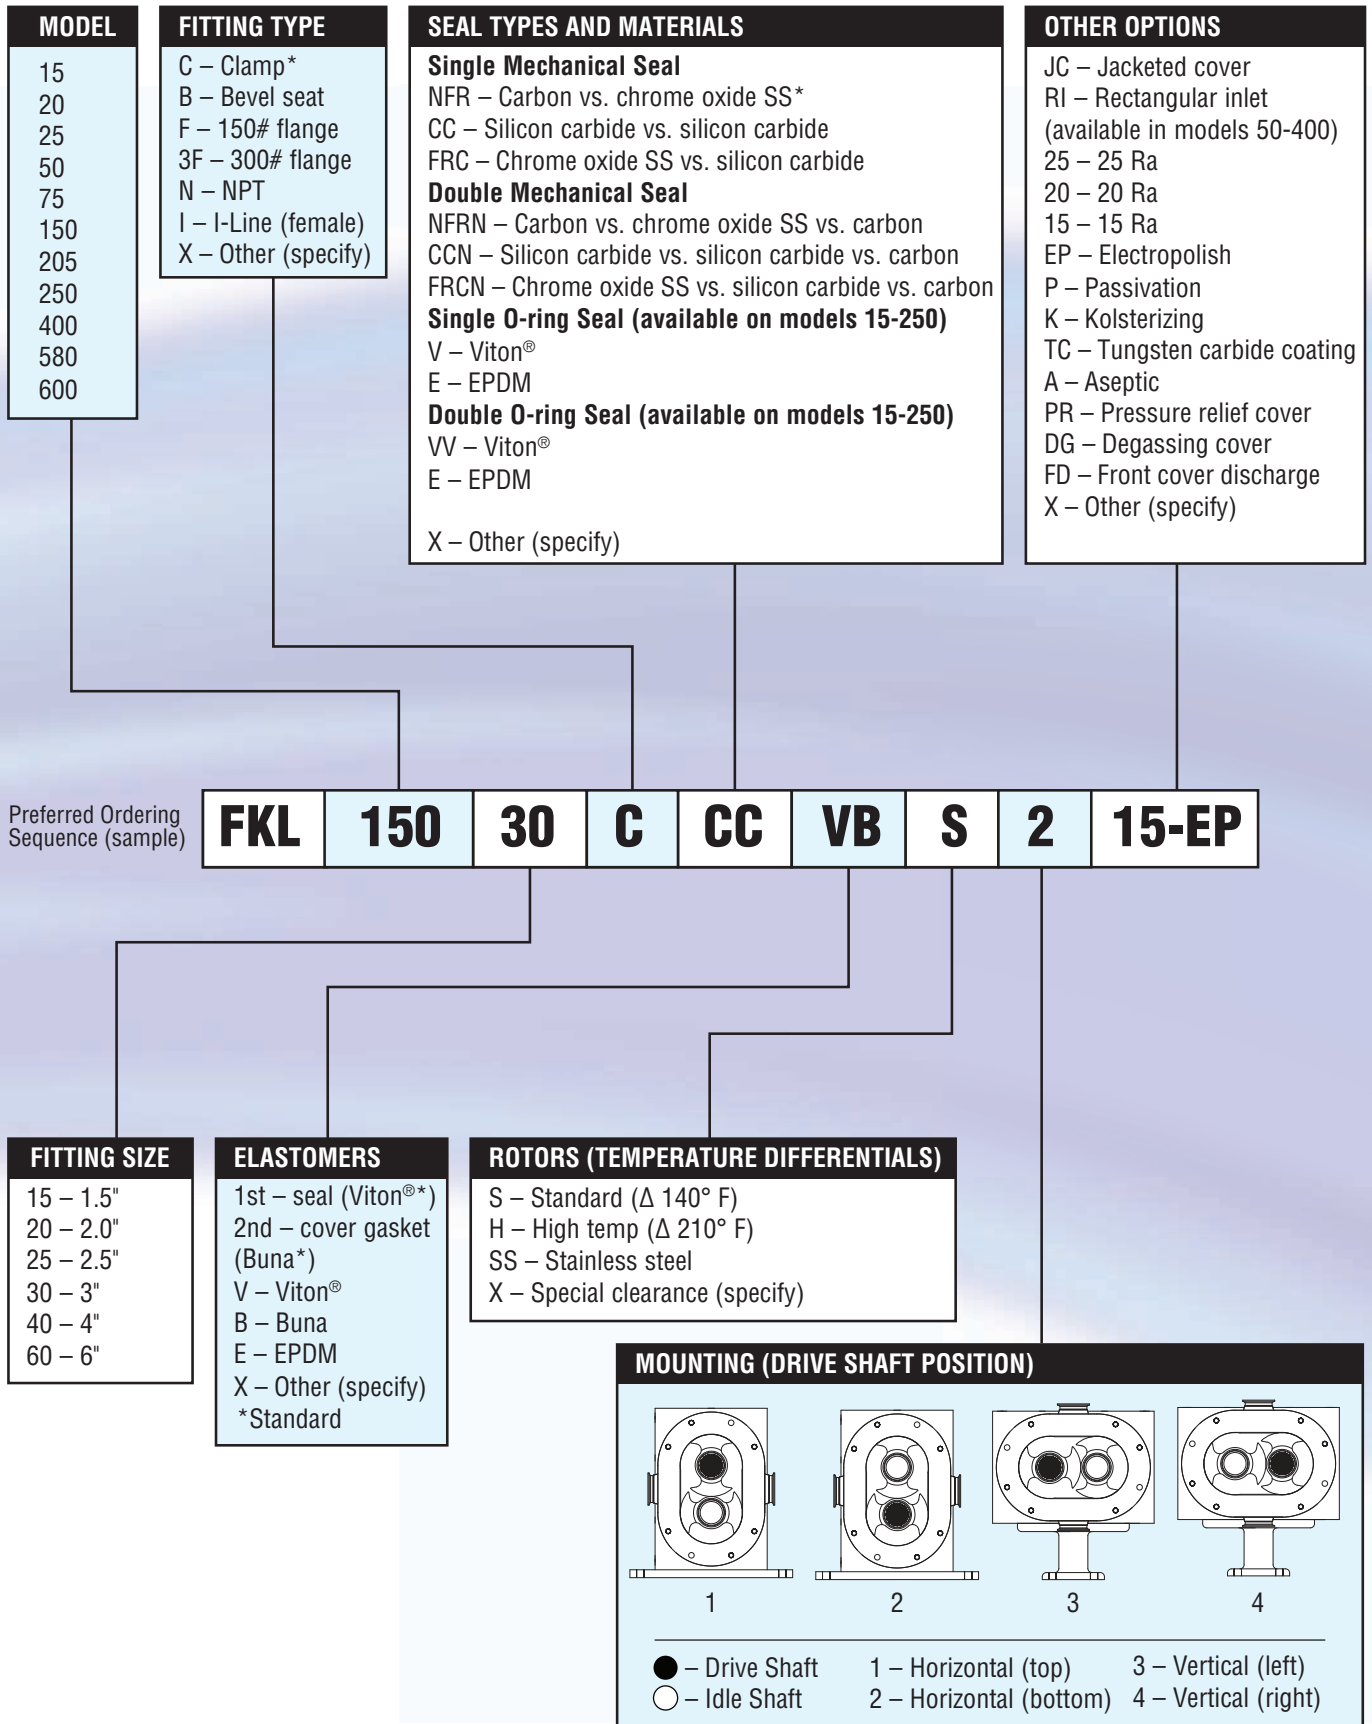 MODEL
15
20
25
50
75
150
205
250
400
580
600
FITTING TYPE
C – Clamp*
B – Bevel seat
F – 150# flange
3F – 300# flange
N – NPT
I – I-Line (female)
X – Other (specify)
SEAL TYPES AND MATERIALS
Single Mechanical Seal
NFR – Carbon vs. chrome oxide SS*
CC – Silicon carbide vs. silicon carbide
FRC – Chrome oxide SS vs. silicon carbide
Double Mechanical Seal
NFRN – Carbon vs. chrome oxide SS vs. carbon
CCN – Silicon carbide vs. silicon carbide vs. carbon
FRCN – Chrome oxide SS vs. silicon carbide vs. carbon
Single O-ring Seal (available on models 15-250)
V – Viton®
E – EPDM
Double O-ring Seal (available on models 15-250)
VV – Viton®
E – EPDM
X – Other (specify)
OTHER OPTIONS
JC – Jacketed cover
RI – Rectangular inlet
(available in models 50-400)
25 – 25 Ra
20 – 20 Ra
15 – 15 Ra
EP – Electropolish
P – Passivation
K – Kolsterizing
TC – Tungsten carbide coating
A – Aseptic
PR – Pressure relief cover
DG – Degassing cover
FD – Front cover discharge
X – Other (specify)
Preferred Ordering
Sequence (sample)
FKL 150 30 C CC VB S 2 15-EP
FITTING SIZE
15 – 1.5"
20 – 2.0"
25 – 2.5"
30 – 3"
40 – 4"
60 – 6"
ELASTOMERS
1st – seal (Viton®*)
2nd – cover gasket
(Buna*)
V – Viton®
B – Buna
E – EPDM
X – Other (specify)
*Standard
ROTORS (TEMPERATURE DIFFERENTIALS)
S – Standard (Δ 140° F)
H – High temp (Δ 210° F)
SS – Stainless steel
X – Special clearance (specify)
MOUNTING (DRIVE SHAFT POSITION)
1 2 3 4
– Drive Shaft 1 – Horizontal (top) 3 – Vertical (left)
– Idle Shaft 2 – Horizontal (bottom) 4 – Vertical (right)